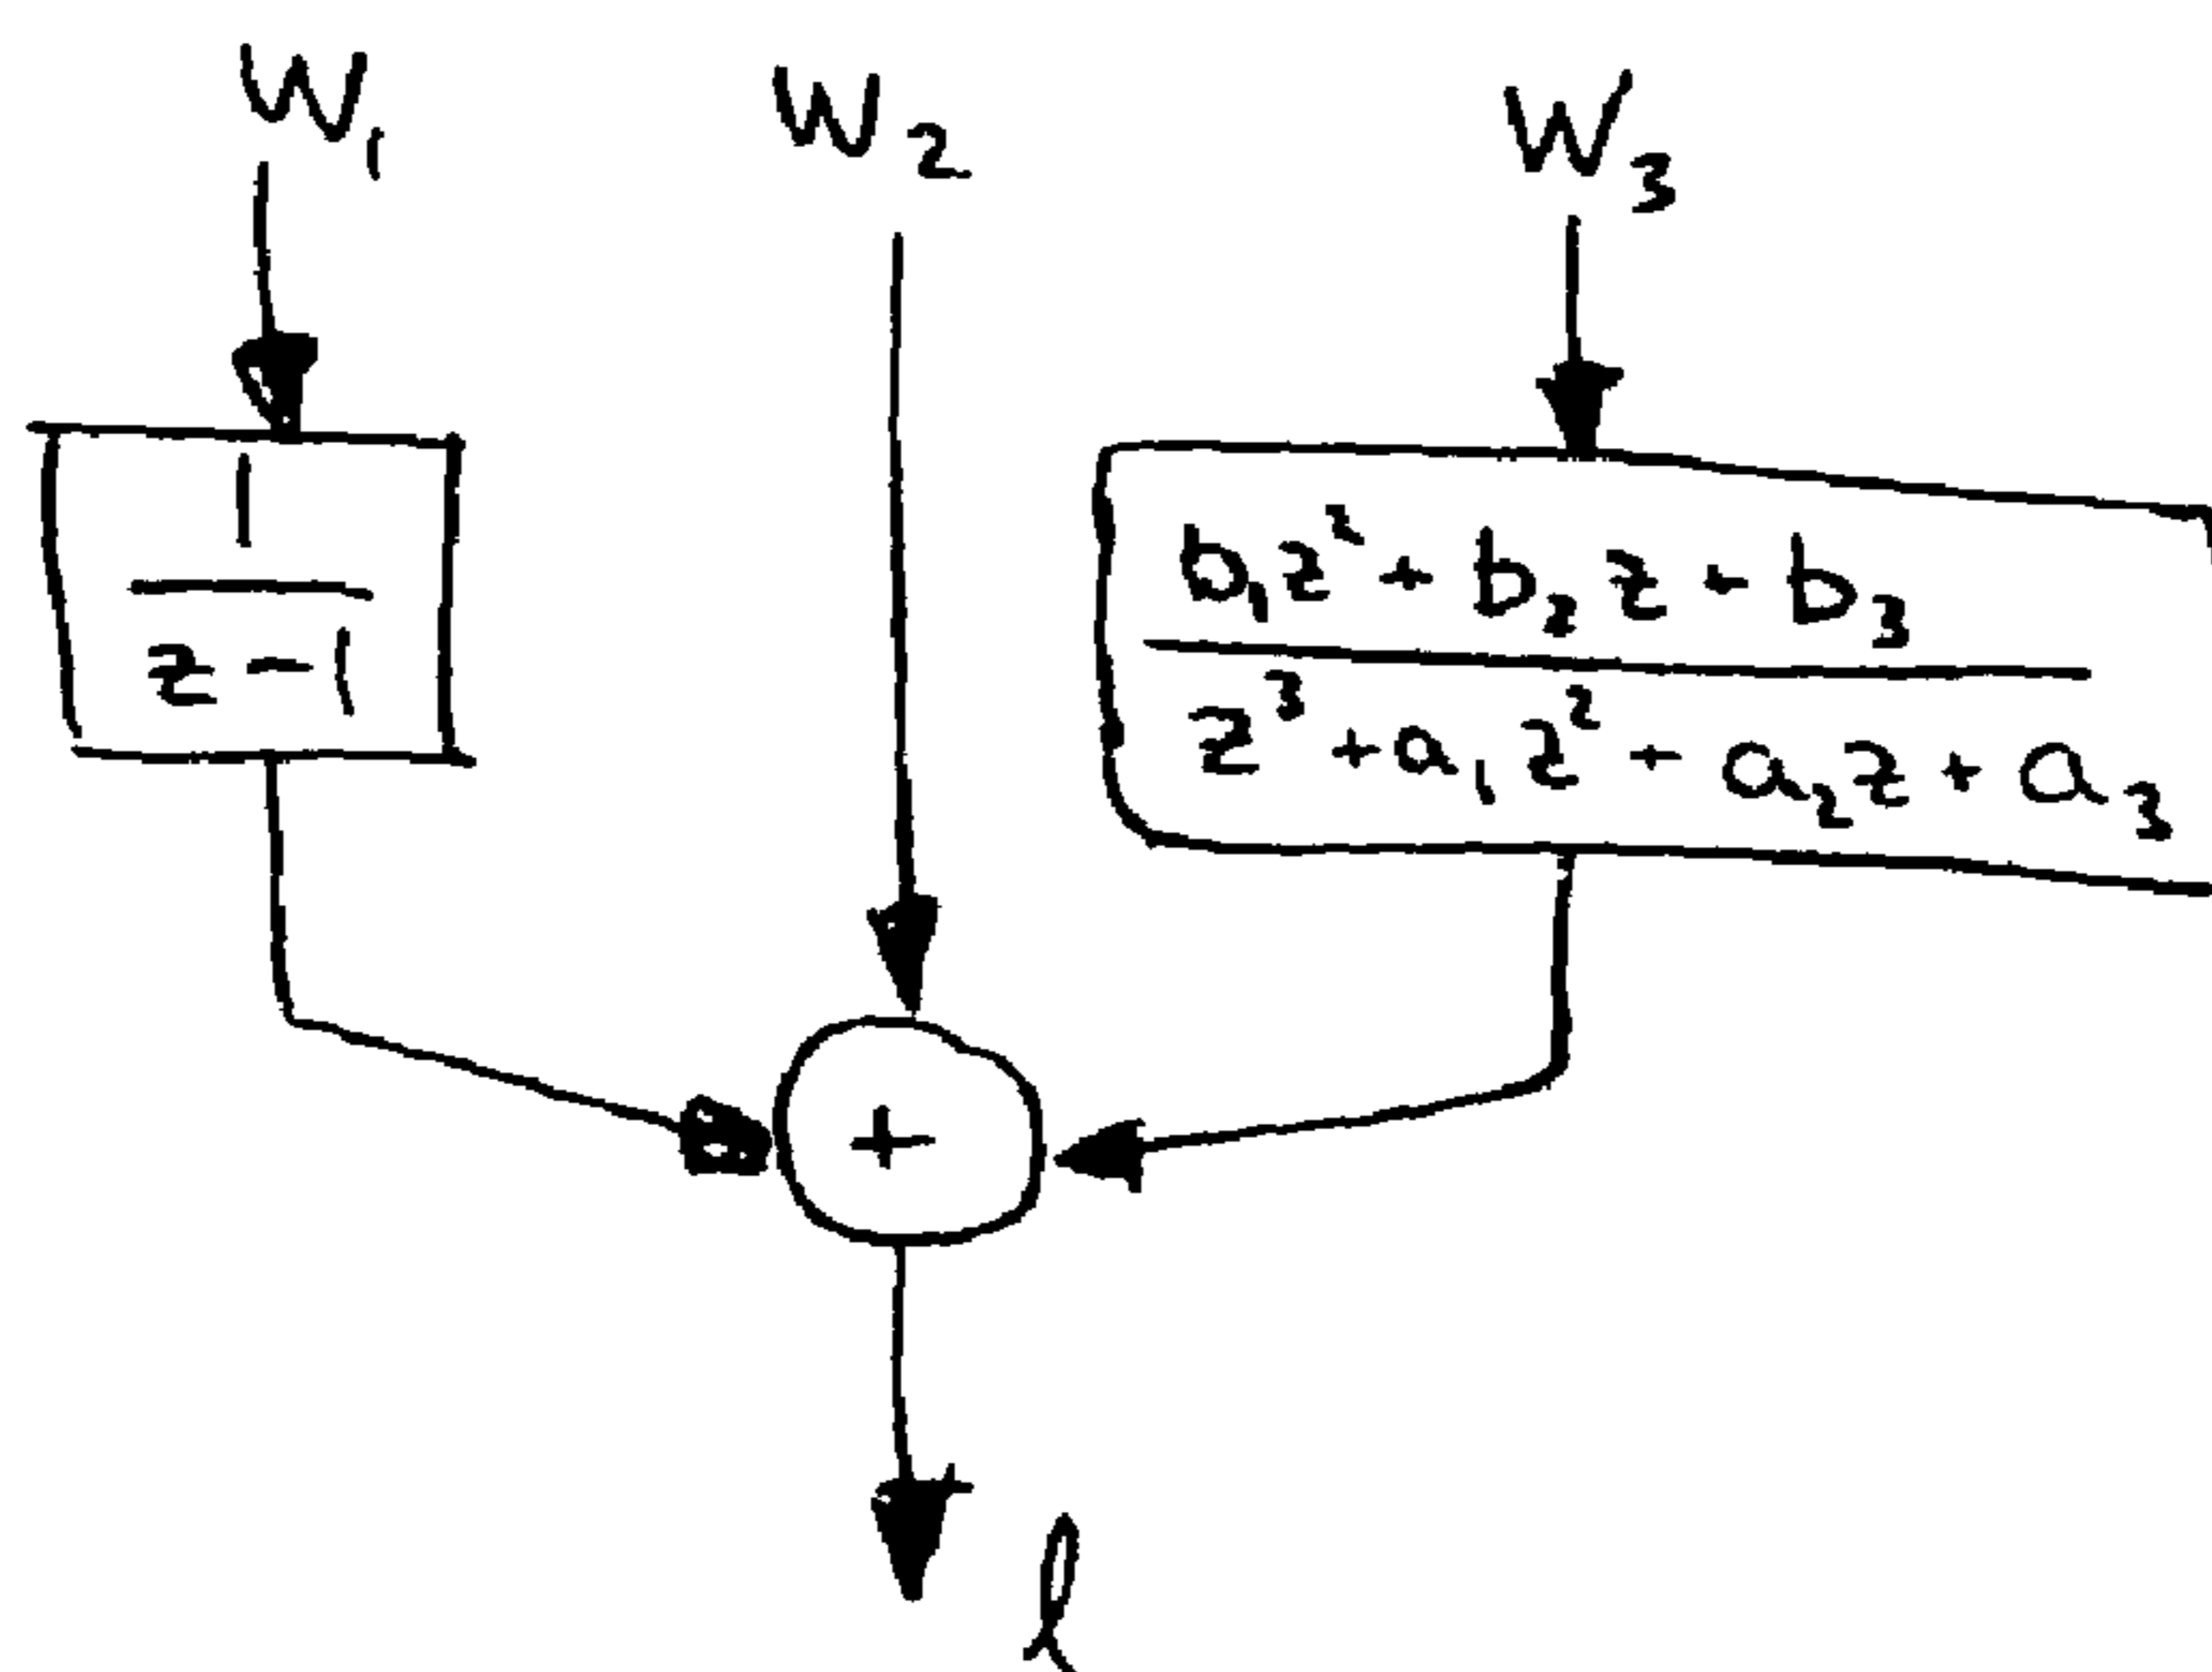 w₁ w₂ w₃
1
z - 1
b₁z² + b₂z + b₃
z³ + a₁z² + a₂z + a₃
+
l